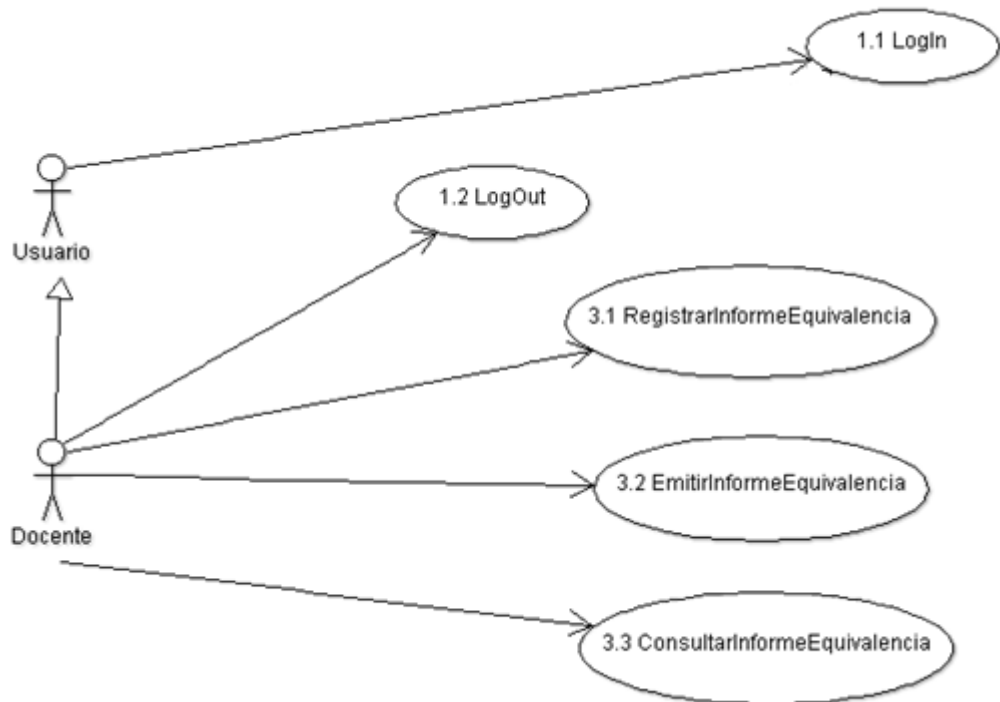 1.1 LogIn
1.2 LogOut
Usuario
3.1 RegistrarInformeEquivalencia
3.2 EmitirInformeEquivalencia
Docente
3.3 ConsultarInformeEquivalencia